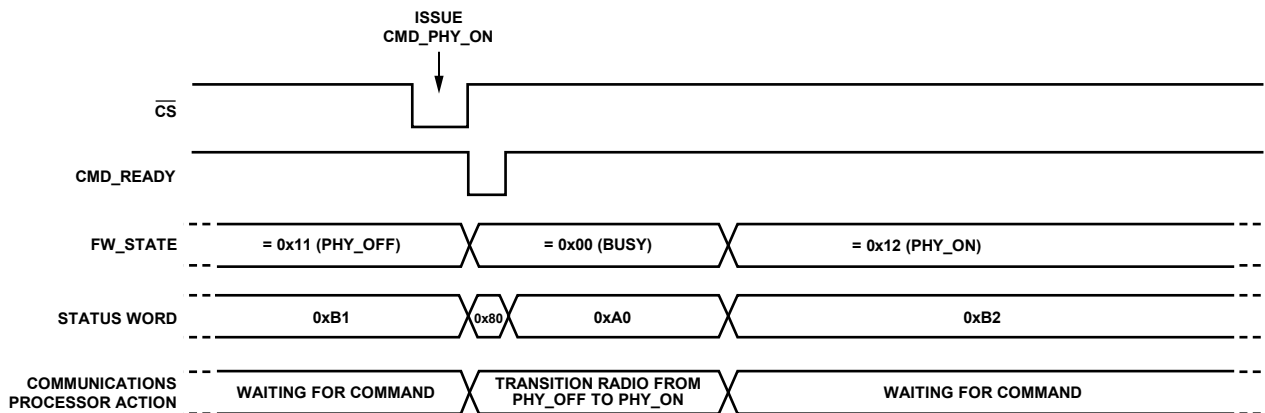 ISSUE
CMD_PHY_ON
CS
CMD_READY
FW_STATE
= 0x11 (PHY_OFF)
= 0x00 (BUSY)
= 0x12 (PHY_ON)
STATUS WORD
0xB1
0x80
0xA0
0xB2
COMMUNICATIONS
PROCESSOR ACTION
WAITING FOR COMMAND
TRANSITION RADIO FROM
PHY_OFF TO PHY_ON
WAITING FOR COMMAND